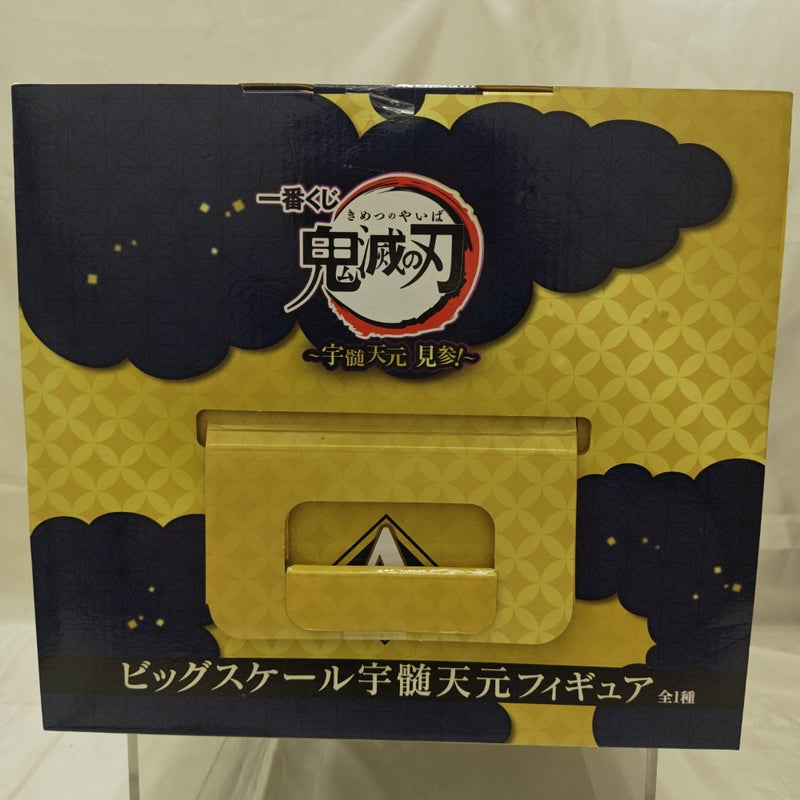 一番くじ
きめつのやいば
鬼滅の刃
~宇髄天元 見参!~
A
ビッグスケール宇髄天元フィギュア 全1種